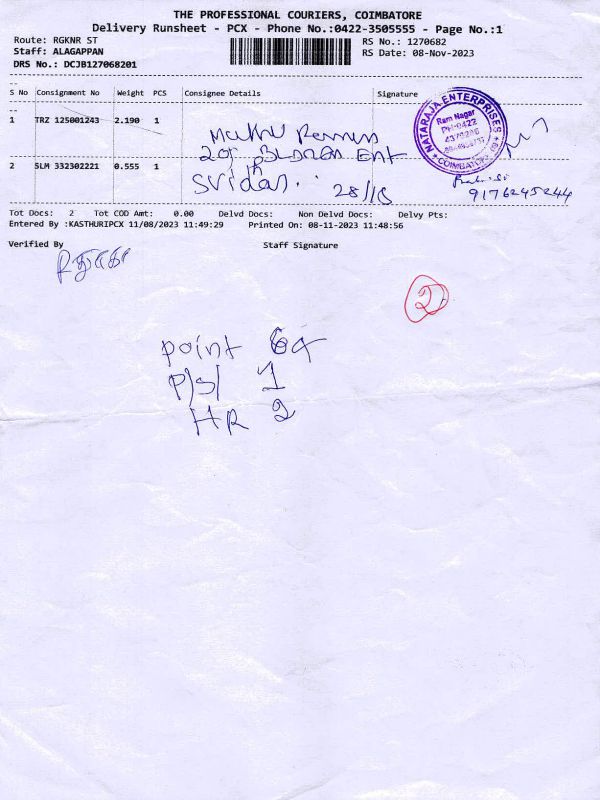 THE PROFESSIONAL COURIERS, COIMBATORE
Delivery Runsheet - PCX - Phone No.:0422-3505555 - Page No.:1
Route: RGKNR ST
RS No.: 1270682
Staff: ALAGAPPAN
RS Date: 08-Nov-2023
DRS No.: DCJB127068201
S No Consignment No Weight PCS Consignee Details Signature
1 TRZ 125001243 2.190 1
NATARAJA ENTERPRISES
Ram Nagar
PH-0422
COIMBATORE
2 SLM 332302221 0.555 1
Sridar
9176245244
Tot Docs: 2 Tot COD Amt: 0.00 Delvd Docs: Non Delvd Docs: Delvy Pts:
Entered By :KASTHURIPCX 11/08/2023 11:49:29 Printed On: 08-11-2023 11:48:56
Verified By Staff Signature
2
point
P/S/ 1
HR 2